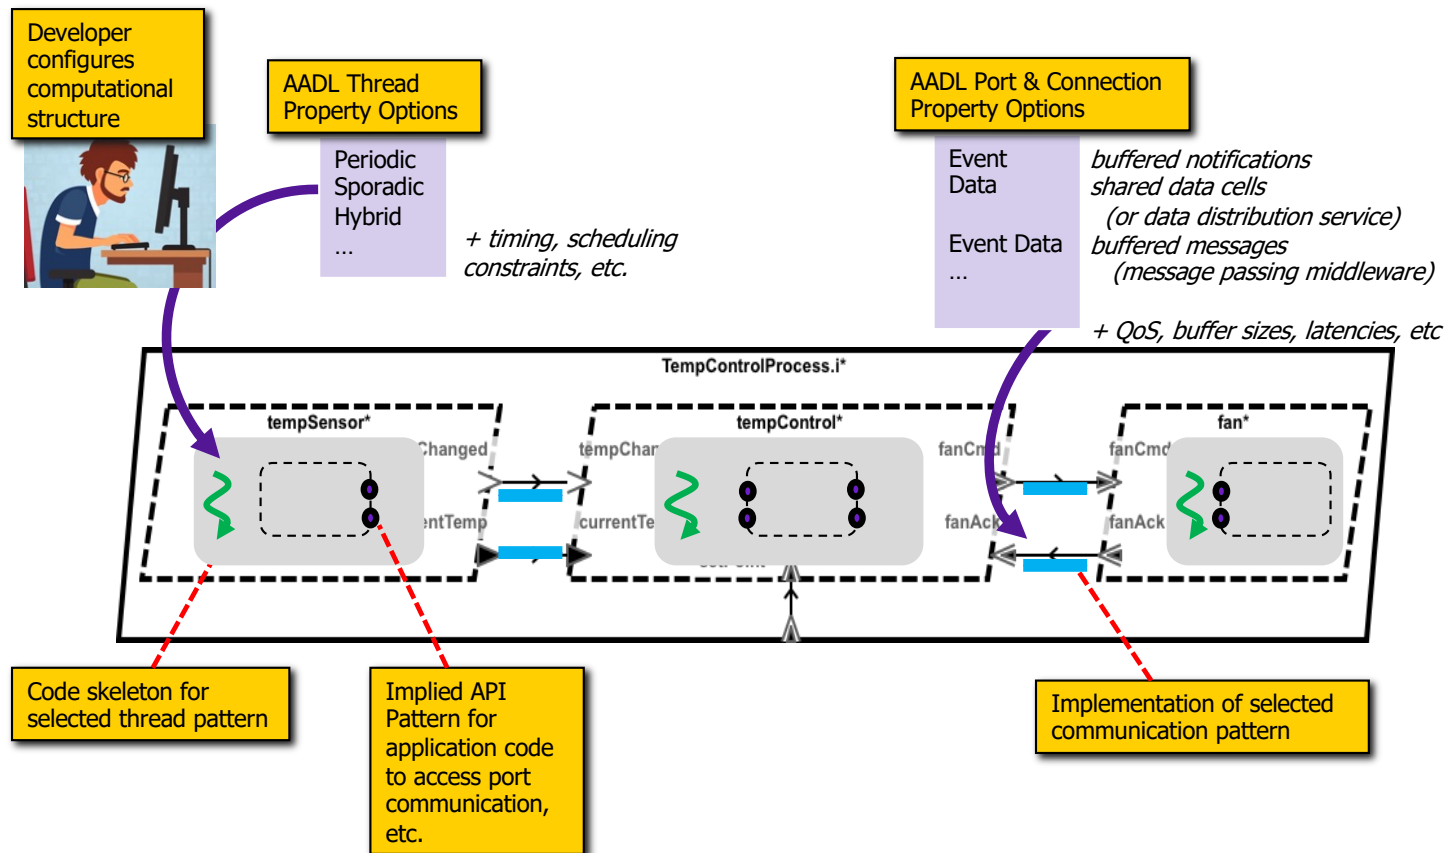 Developer
configures
computational
structure
AADL Thread
Property Options
Periodic
Sporadic
Hybrid
…
+ timing, scheduling
constraints, etc.
AADL Port & Connection
Property Options
Event
buffered notifications
Data
shared data cells
(or data distribution service)
Event Data
buffered messages
(message passing middleware)
…
+ QoS, buffer sizes, latencies, etc
TempControlProcess.i*
tempSensor*
tempControl*
fan*
Changed
tempChan
fanCmd
fanCmd
entTemp
currentTe
fanAck
fanAck
Code skeleton for
selected thread pattern
Implied API
Pattern for
application code
to access port
communication,
etc.
Implementation of selected
communication pattern